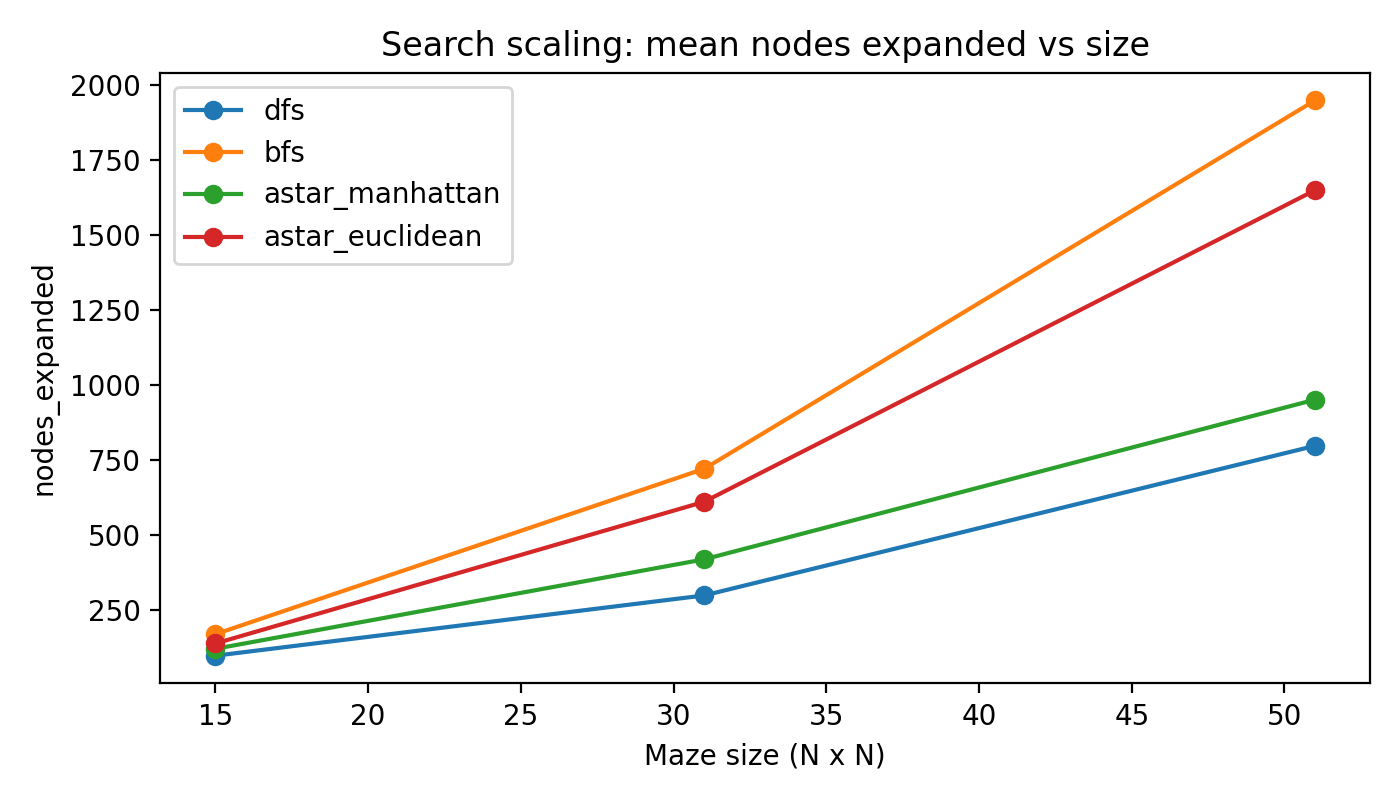 Search scaling: mean nodes expanded vs size
dfs
bfs
astar_manhattan
astar_euclidean
nodes_expanded
2000
1750
1500
1250
1000
750
500
250
15 20 25 30 35 40 45 50
Maze size (N x N)